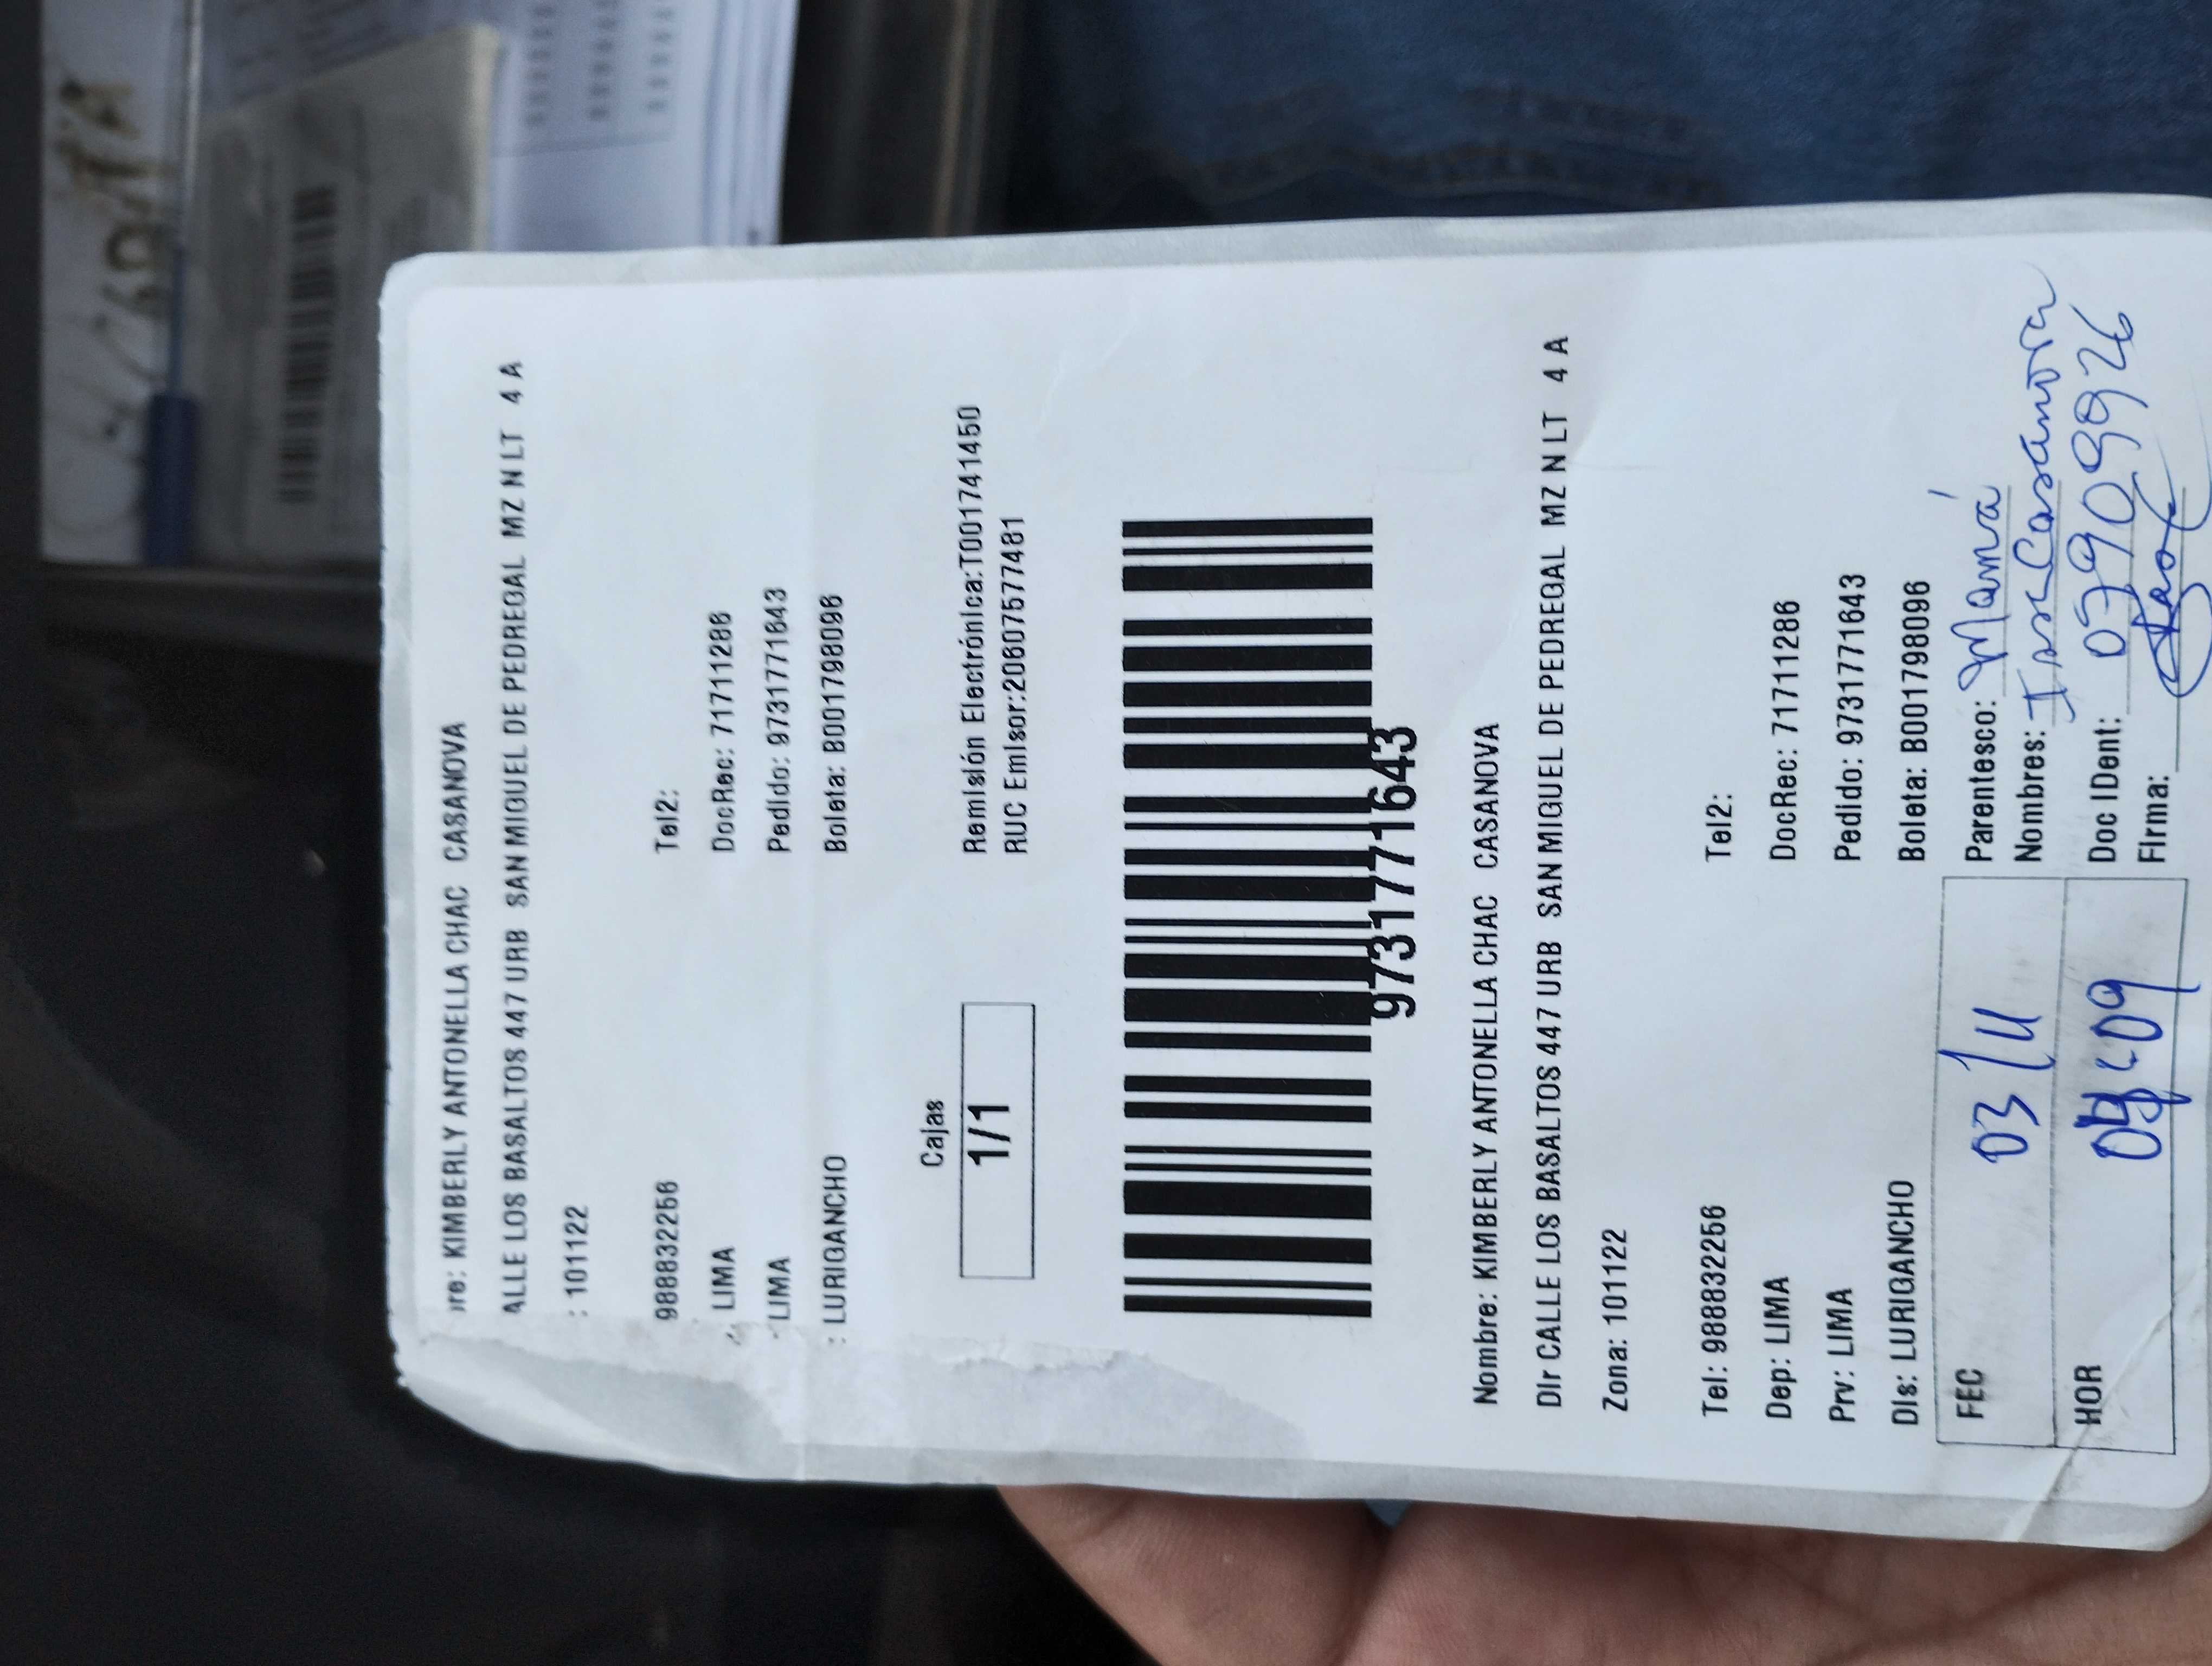 re: KIMBERLY ANTONELLA CHAC CASANOVA
ALLE LOS BASALTOS 447 URB SAN MIGUEL DE PEDREGAL MZ N LT 4 A
: 101122
988832256 Tel2:
LIMA DocRec: 71711286
LIMA Pedido: 9731771643
: LURIGANCHO Boleta: B001798096
Cajas
1/1
Remisión Electrónica:T001741450
RUC Emisor:20607577481
9731771643
Nombre: KIMBERLY ANTONELLA CHAC CASANOVA
Dir CALLE LOS BASALTOS 447 URB SAN MIGUEL DE PEDREGAL MZ N LT 4 A
Zona: 101122
Tel: 988832256 Tel2:
Dep: LIMA DocRec: 71711286
Prv: LIMA Pedido: 9731771643
Dis: LURIGANCHO Boleta: B001798096
FEC 03/11
HOR
Parentesco: Mamá
Nombres: Casanova
Doc IDent: 07909926
Firma: